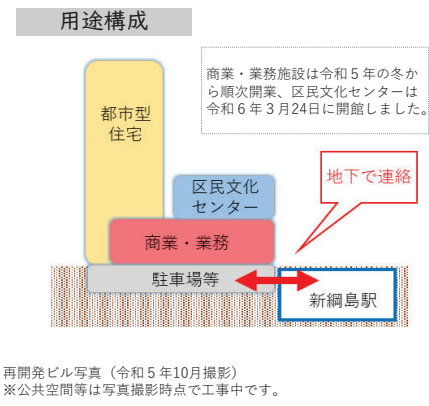 用途構成
商業・業務施設は令和５年の冬か
ら順次開業、区民文化センターは
令和６年３月24日に開館しました。
都市型
住宅
地下で連絡
区民文化
センター
商業・業務
駐車場等
新綱島駅
再開発ビル写真（令和５年10月撮影）
※公共空間等は写真撮影時点で工事中です。